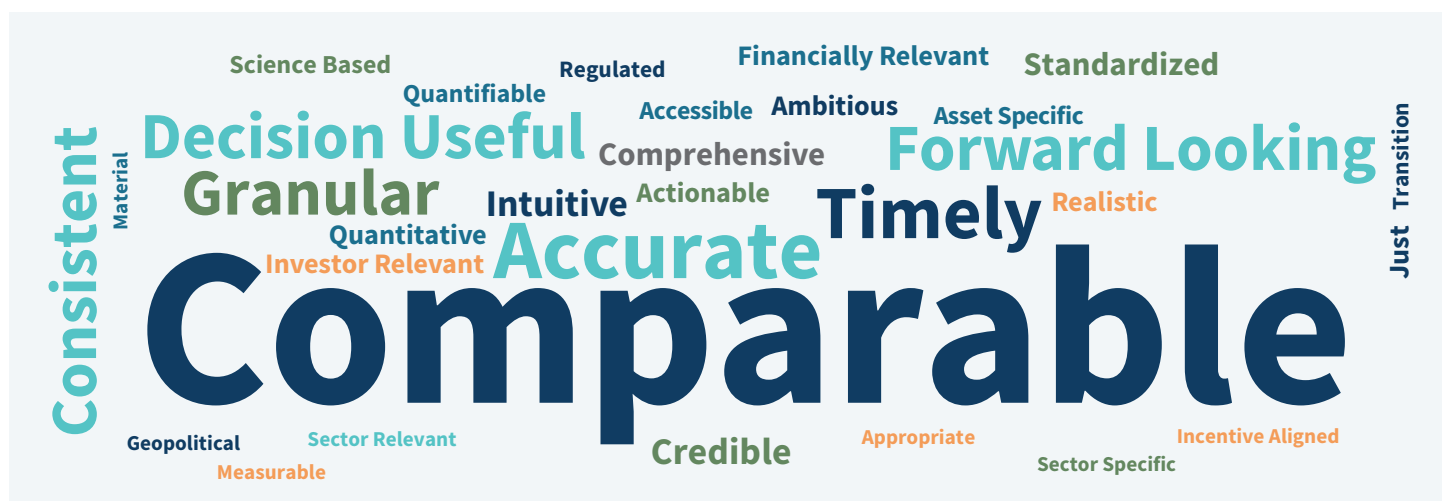 Science Based
Regulated
Financially Relevant
Standardized
Quantifiable
Accessible
Ambitious
Asset Specific
Decision Useful
Comprehensive
Forward Looking
Consistent
Material
Granular
Intuitive
Actionable
Timely
Realistic
Just Transition
Quantitative
Accurate
Investor Relevant
Comparable
Geopolitical
Sector Relevant
Credible
Appropriate
Incentive Aligned
Measurable
Sector Specific